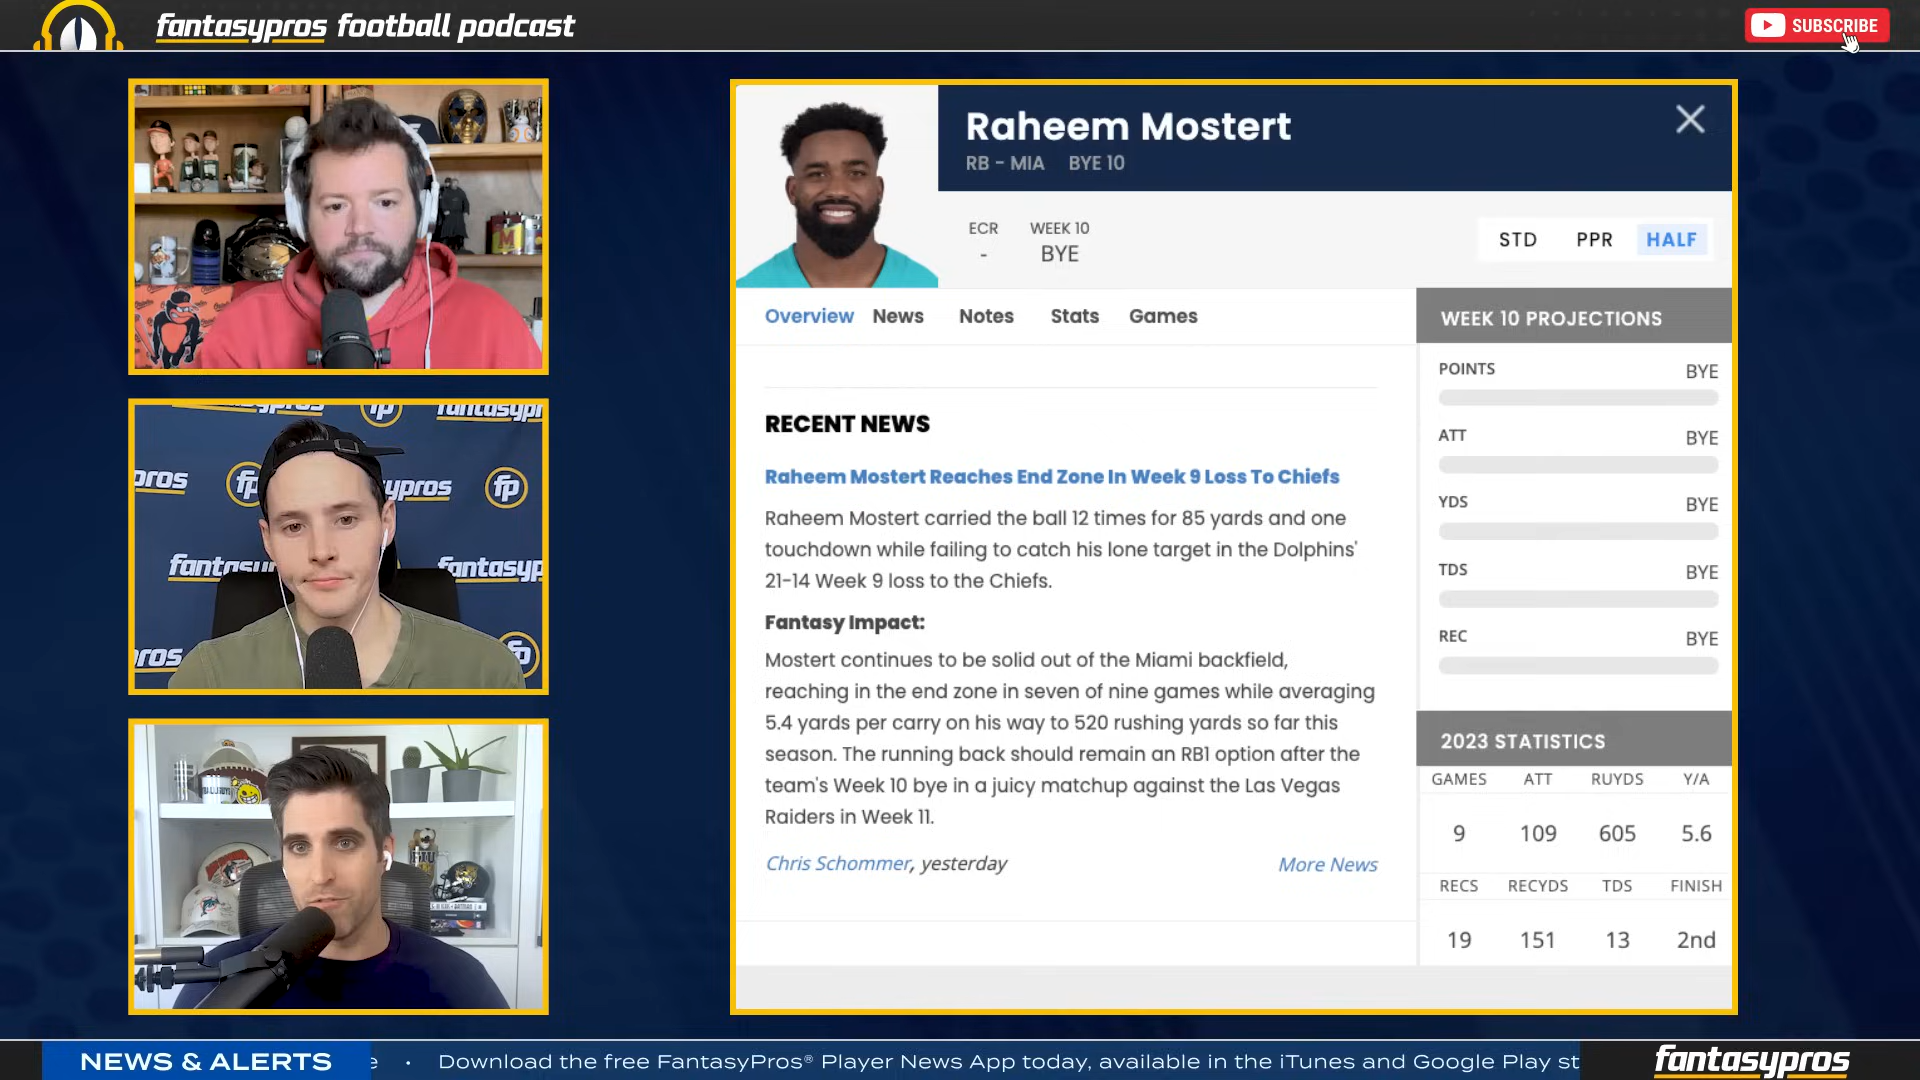 fantasypros football podcast
SUBSCRIBE
Raheem Mostert
RB - MIA BYE 10
ECR WEEK 10
- BYE
STD PPR HALF
Overview News Notes Stats Games
WEEK 10 PROJECTIONS
POINTS BYE
ATT BYE
YDS BYE
TDS BYE
REC BYE
RECENT NEWS
Raheem Mostert Reaches End Zone In Week 9 Loss To Chiefs
Raheem Mostert carried the ball 12 times for 85 yards and one
touchdown while failing to catch his lone target in the Dolphins'
21-14 Week 9 loss to the Chiefs.
Fantasy Impact:
Mostert continues to be solid out of the Miami backfield,
reaching in the end zone in seven of nine games while averaging
5.4 yards per carry on his way to 520 rushing yards so far this
season. The running back should remain an RB1 option after the
team's Week 10 bye in a juicy matchup against the Las Vegas
Raiders in Week 11.
Chris Schommer, yesterday More News
2023 STATISTICS
GAMES ATT RUYDS Y/A
9 109 605 5.6
RECS RECYDS TDS FINISH
19 151 13 2nd
fantasypr
fp
ros
fp
ypros
fp
fantasyp
ros
fp
NEWS & ALERTS
e · Download the free FantasyPros® Player News App today, available in the iTunes and Google Play st
fantasypros